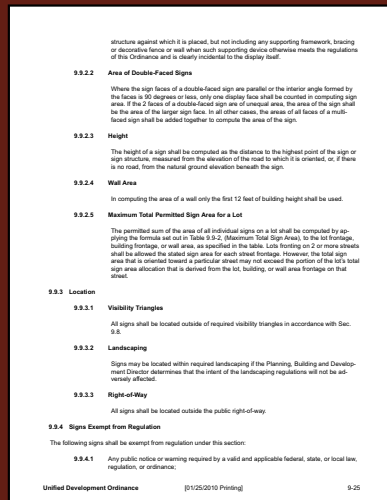 structure against which it is placed, but not including any supporting framework, bracing
or decorative fence or wall when such supporting device otherwise meets the regulations
of this Ordinance and is clearly incidental to the display itself.
9.9.2.2 Area of Double-Faced Signs
Where the sign faces of a double-faced sign are parallel or the interior angle formed by
the faces is 90 degrees or less, only one display face shall be counted in computing sign
area. If the 2 faces of a double-faced sign are of unequal area, the area of the sign shall
be the area of the larger sign face. In all other cases, the areas of all faces of a multi-
faced sign shall be added together to compute the area of the sign.
9.9.2.3 Height
The height of a sign shall be computed as the distance to the highest point of the sign or
sign structure, measured from the elevation of the road to which it is oriented, or, if there
is no road, from the natural ground elevation beneath the sign.
9.9.2.4 Wall Area
In computing the area of a wall only the first 12 feet of building height shall be used.
9.9.2.5 Maximum Total Permitted Sign Area for a Lot
The permitted sum of the area of all individual signs on a lot shall be computed by ap-
plying the formula set out in Table 9.9-2, (Maximum Total Sign Area), to the lot frontage,
building frontage, or wall area, as specified in the table. Lots fronting on 2 or more streets
shall be allowed the stated sign area for each street frontage. However, the total sign
area that is oriented toward a particular street may not exceed the portion of the lot's total
sign area allocation that is derived from the lot, building, or wall area frontage on that
street.
9.9.3 Location
9.9.3.1 Visibility Triangles
All signs shall be located outside of required visibility triangles in accordance with Sec.
9.8.
9.9.3.2 Landscaping
Signs may be located within required landscaping if the Planning, Building and Develop-
ment Director determines that the intent of the landscaping regulations will not be ad-
versely affected.
9.9.3.3 Right-of-Way
All signs shall be located outside the public right-of-way.
9.9.4 Signs Exempt from Regulation
The following signs shall be exempt from regulation under this section:
9.9.4.1 Any public notice or warning required by a valid and applicable federal, state, or local law,
regulation, or ordinance;
Unified Development Ordinance [01/25/2010 Printing] 9-25